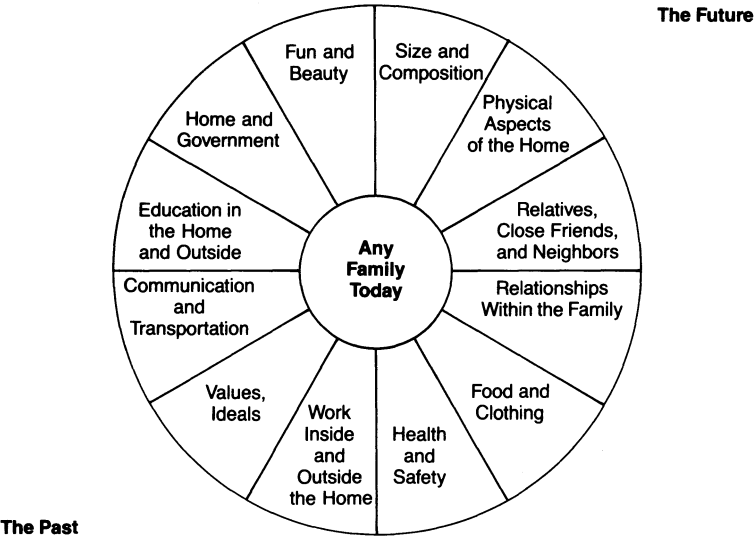 The Future
Fun and
Beauty
Size and
Composition
Physical
Aspects
of the Home
Relatives,
Close Friends,
and Neighbors
Relationships
Within the Family
Food and
Clothing
Health
and
Safety
Work
Inside
and
Outside
the Home
Values,
Ideals
Communication
and
Transportation
Education in
the Home
and Outside
Home and
Government
Any
Family
Today
The Past